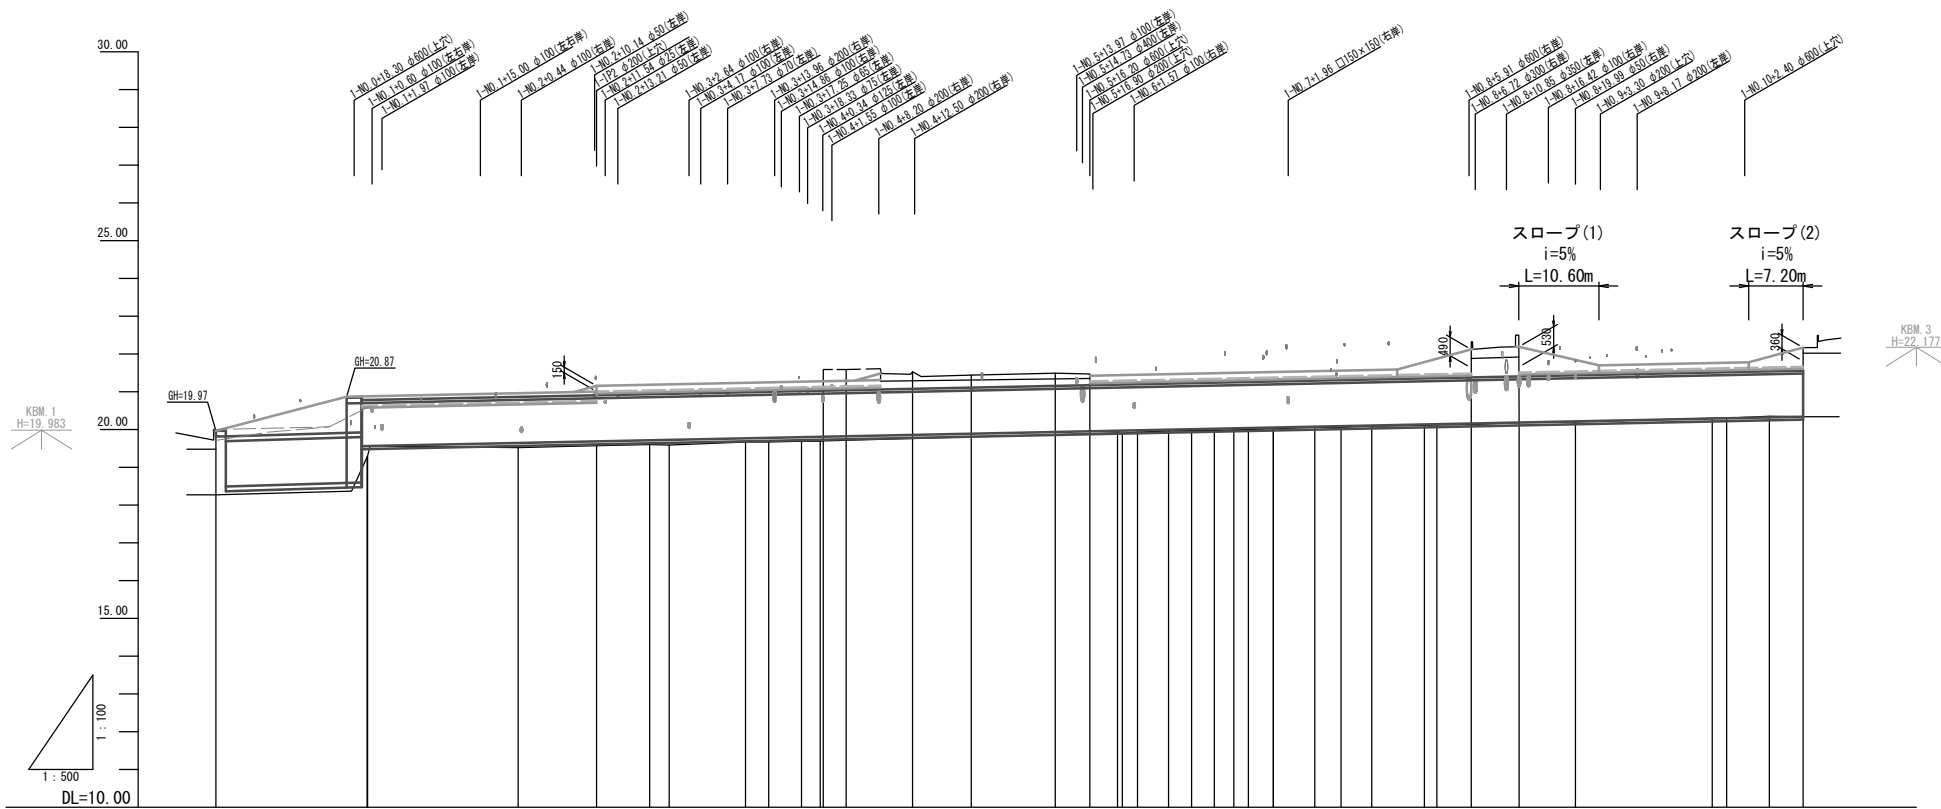 30.00
25.00
20.00
15.00
DL=10.00
1-NO.0+18.30 φ600(上穴)
1-NO.1+0.60 φ100(左右岸)
1-NO.1+1.97 φ100(左岸)
1-NO.1+15.00 φ100(左右岸)
1-NO.2+0.44 φ100(右岸)
1-NO.2+10.14 φ50(左岸)
1-IP2 φ200(上穴)
1-NO.2+11.54 φ125(左岸)
1-NO.2+13.21 φ50(左岸)
1-NO.3+2.64 φ100(右岸)
1-NO.3+4.17 φ100(左岸)
1-NO.3+7.73 φ70(左岸)
1-NO.3+13.96 φ200(右岸)
1-NO.3+14.86 φ100(右岸)
1-NO.3+17.25 φ65(左岸)
1-NO.3+18.33 φ75(左岸)
1-NO.4+0.34 φ125(左岸)
1-NO.4+1.55 φ100(左岸)
1-NO.4+8.20 φ200(右岸)
1-NO.4+12.50 φ200(右岸)
1-NO.5+13.97 φ100(左岸)
1-NO.5+14.73 φ400(左岸)
1-NO.5+16.20 φ600(上穴)
1-NO.5+16.90 φ200(上穴)
1-NO.6+1.57 φ100(右岸)
1-NO.7+1.96 □150×150(右岸)
1-NO.8+5.91 φ600(右岸)
1-NO.8+6.72 φ300(右岸)
1-NO.8+10.85 φ350(左岸)
1-NO.8+16.42 φ100(右岸)
1-NO.8+19.99 φ50(右岸)
1-NO.9+3.30 φ200(上穴)
1-NO.9+8.17 φ200(左岸)
1-NO.10+2.40 φ600(上穴)
スロープ(1)
i=5%
L=10.60m
スロープ(2)
i=5%
L=7.20m
490
530
360
150
KBM.3
H=22.177
KBM.1
H=19.983
GH=19.97
GH=20.87
1：100
1：500